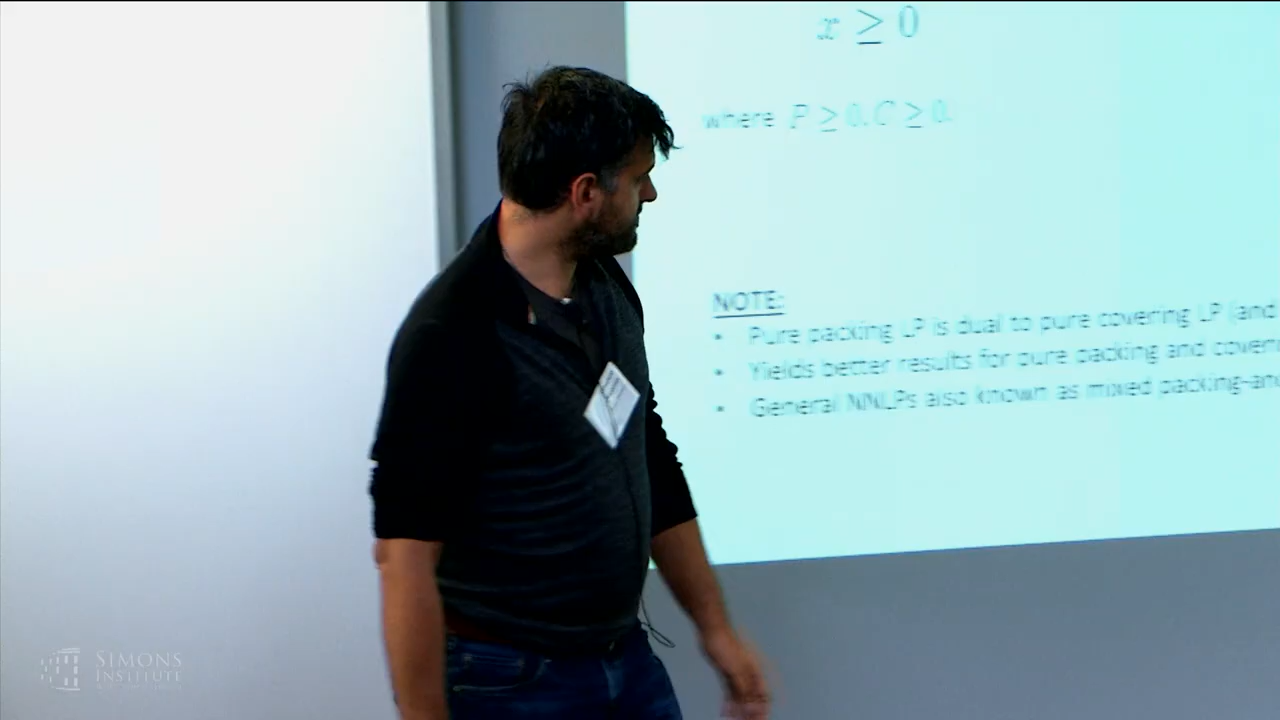 x ≥ 0
where P ≥ 0, C ≥ 0.
NOTE:
• Pure packing LP is dual to pure covering LP (and
• Yields better results for pure packing and coveri
• General NNLPs also known as mixed packing-an
SIMONS
INSTITUTE